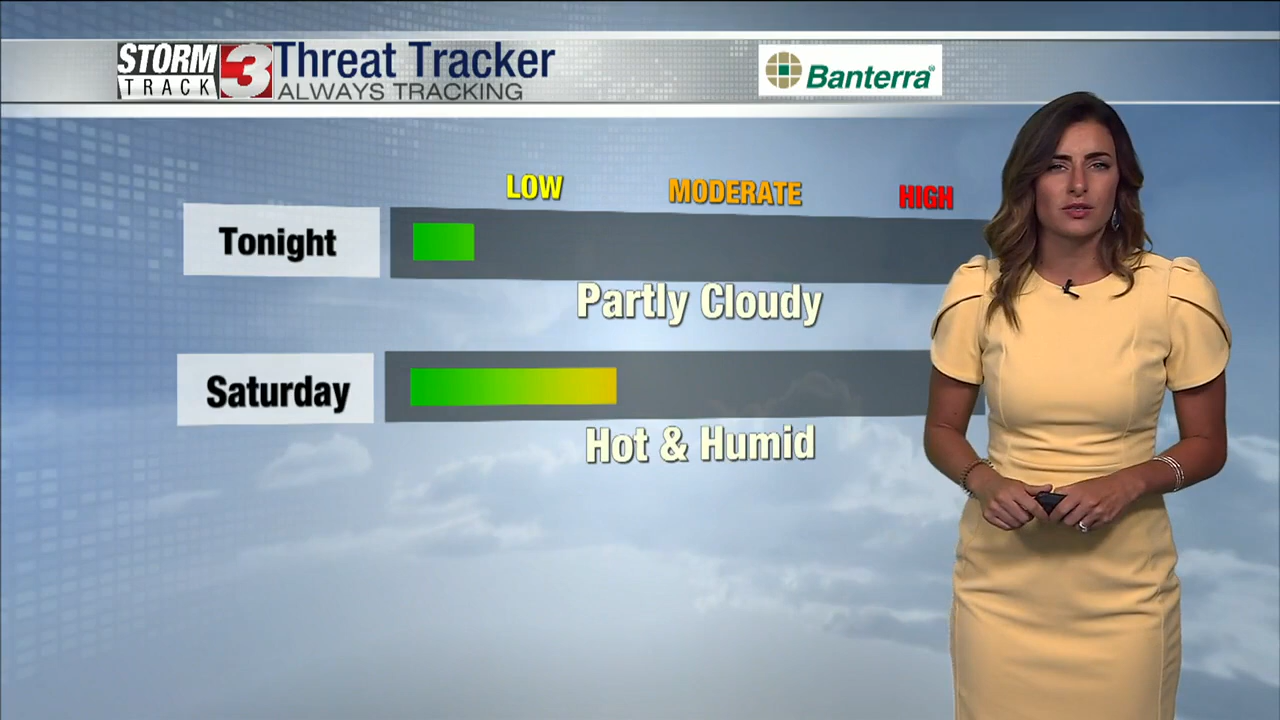 STORM
TRACK
3
Threat Tracker
ALWAYS TRACKING
Banterra®
LOW MODERATE HIGH
Tonight
Partly Cloudy
Saturday
Hot & Humid